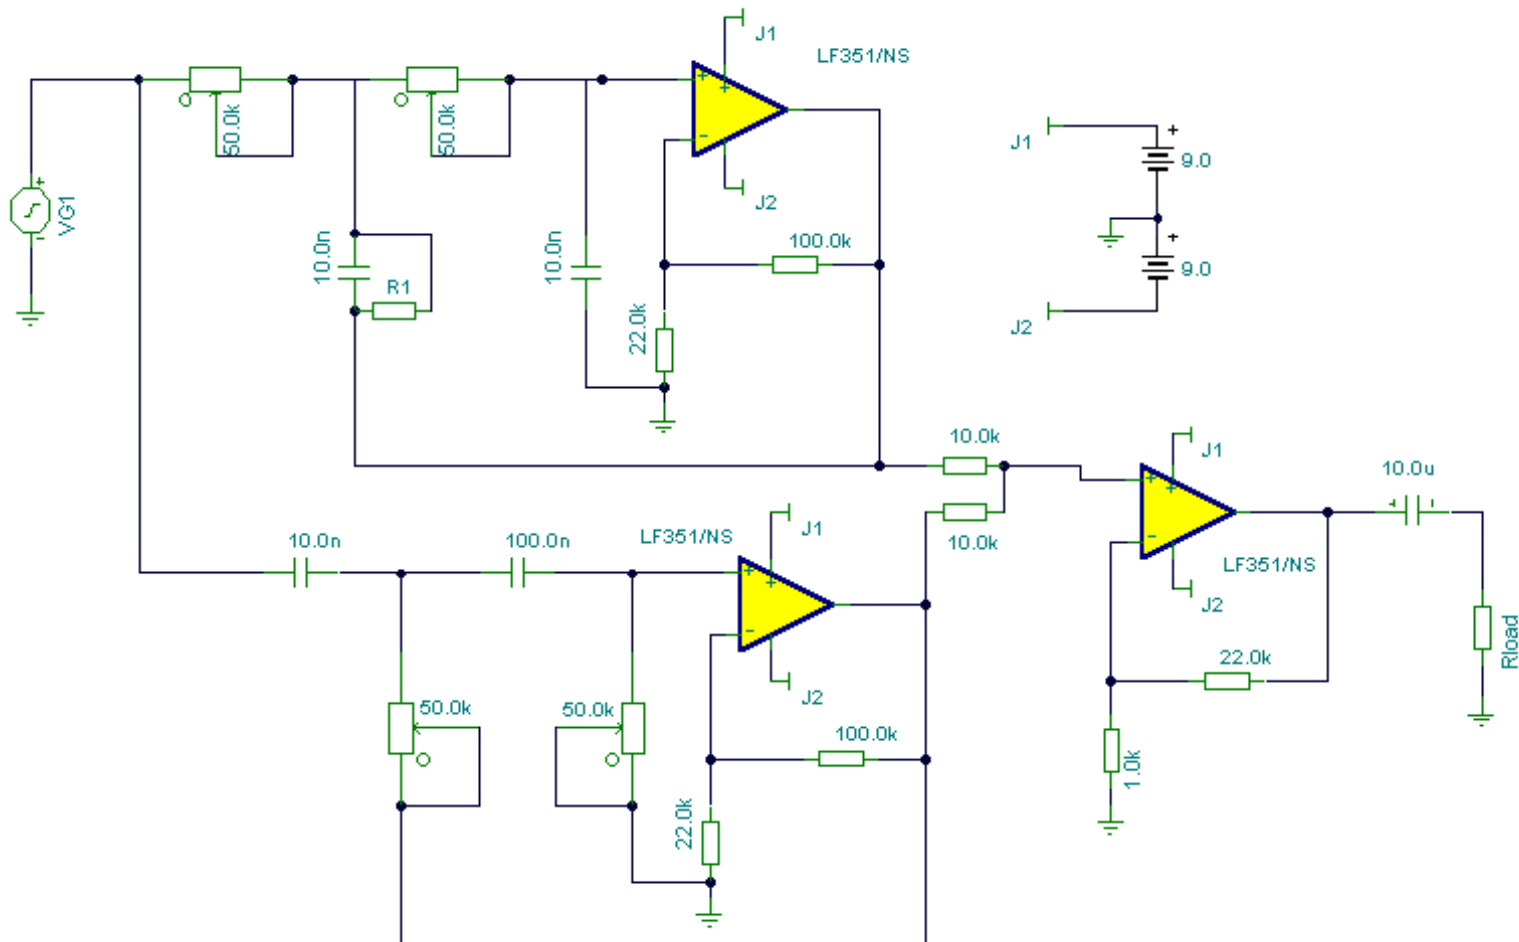 J1
LF351/NS
50.0k
50.0k
+
+
-
J1
+
9.0
VG1
+
-
J2
10.0n
10.0n
100.0k
+
9.0
R1
22.0k
J2
10.0k
J1
10.0u
+
+
-
10.0n
100.0n
LF351/NS
J1
10.0k
LF351/NS
+
+
-
J2
Rload
22.0k
50.0k
50.0k
J2
100.0k
1.0k
22.0k